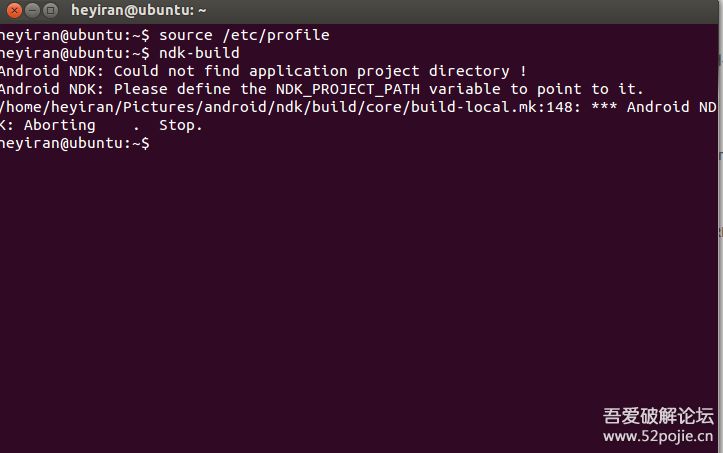 heyiran@ubuntu: ~
heyiran@ubuntu:~$ source /etc/profile
heyiran@ubuntu:~$ ndk-build
Android NDK: Could not find application project directory !
Android NDK: Please define the NDK_PROJECT_PATH variable to point to it.
/home/heyiran/Pictures/android/ndk/build/core/build-local.mk:148: *** Android ND
K: Aborting    .  Stop.
heyiran@ubuntu:~$
吾爱破解论坛
www.52pojie.cn